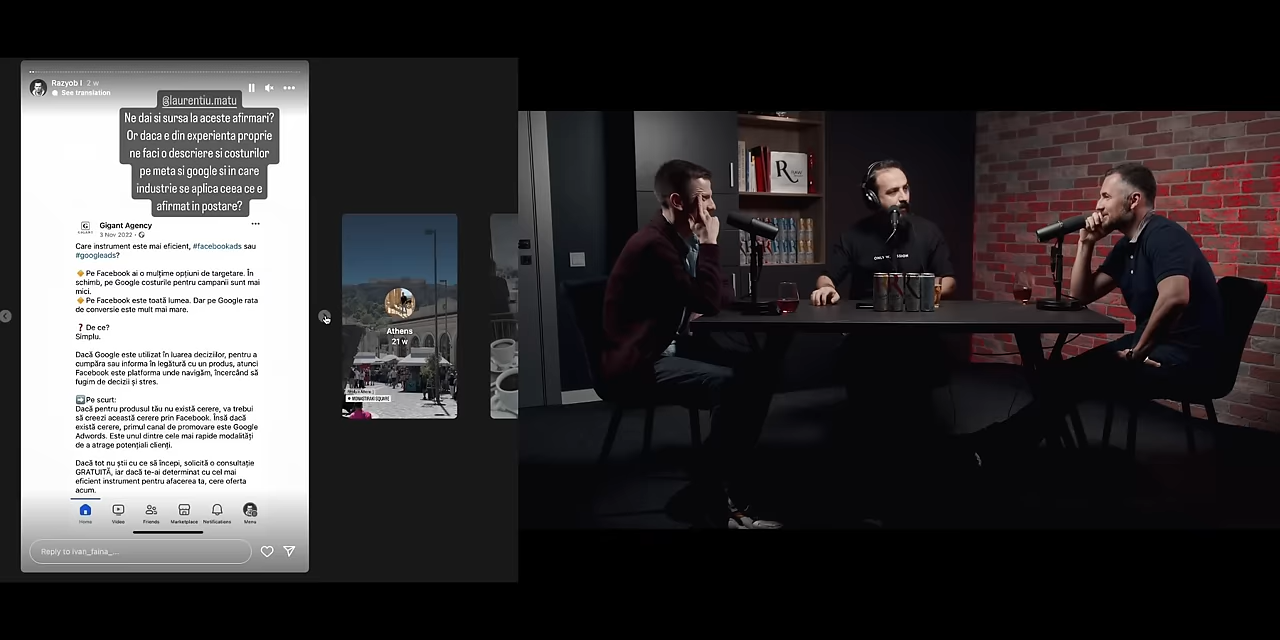 Razyob I 2 w
See translation
@laurentiu.matu
Ne dai si sursa la aceste afirmari?
Or daca e din experienta proprie
ne faci o descriere si costurilor
pe meta si google si in care
industrie se aplica ceea ce e
afirmat in postare?
Gigant Agency
3 Nov 2022
Care instrument este mai eficient, #facebookads sau
#googleads?
Pe Facebook ai o mulțime opțiuni de targetare. În
schimb, pe Google costurile pentru campanii sunt mai
mici.
Pe Facebook este toată lumea. Dar pe Google rata
de conversie este mult mai mare.
De ce?
Simplu.
Dacă Google este utilizat în luarea deciziilor, pentru a
cumpăra sau informa în legătură cu un produs, atunci
Facebook este platforma unde navigăm, încercând să
fugim de decizii și stres.
Pe scurt:
Dacă pentru produsul tău nu există cerere, va trebui
să creezi această cerere prin Facebook. Însă dacă
există cerere, primul canal de promovare este Google
Adwords. Este unul dintre cele mai rapide modalități
de a atrage potențiali clienți.
Dacă tot nu știi cu ce să începi, solicită o consultație
GRATUITĂ, iar dacă te-ai determinat cu cel mai
eficient instrument pentru afacerea ta, cere oferta
acum.
Home Video Friends Marketplace Notifications Menu
Reply to ivan_faina_...
Athens
21 w
MONASTIRAKI SQUARE
R